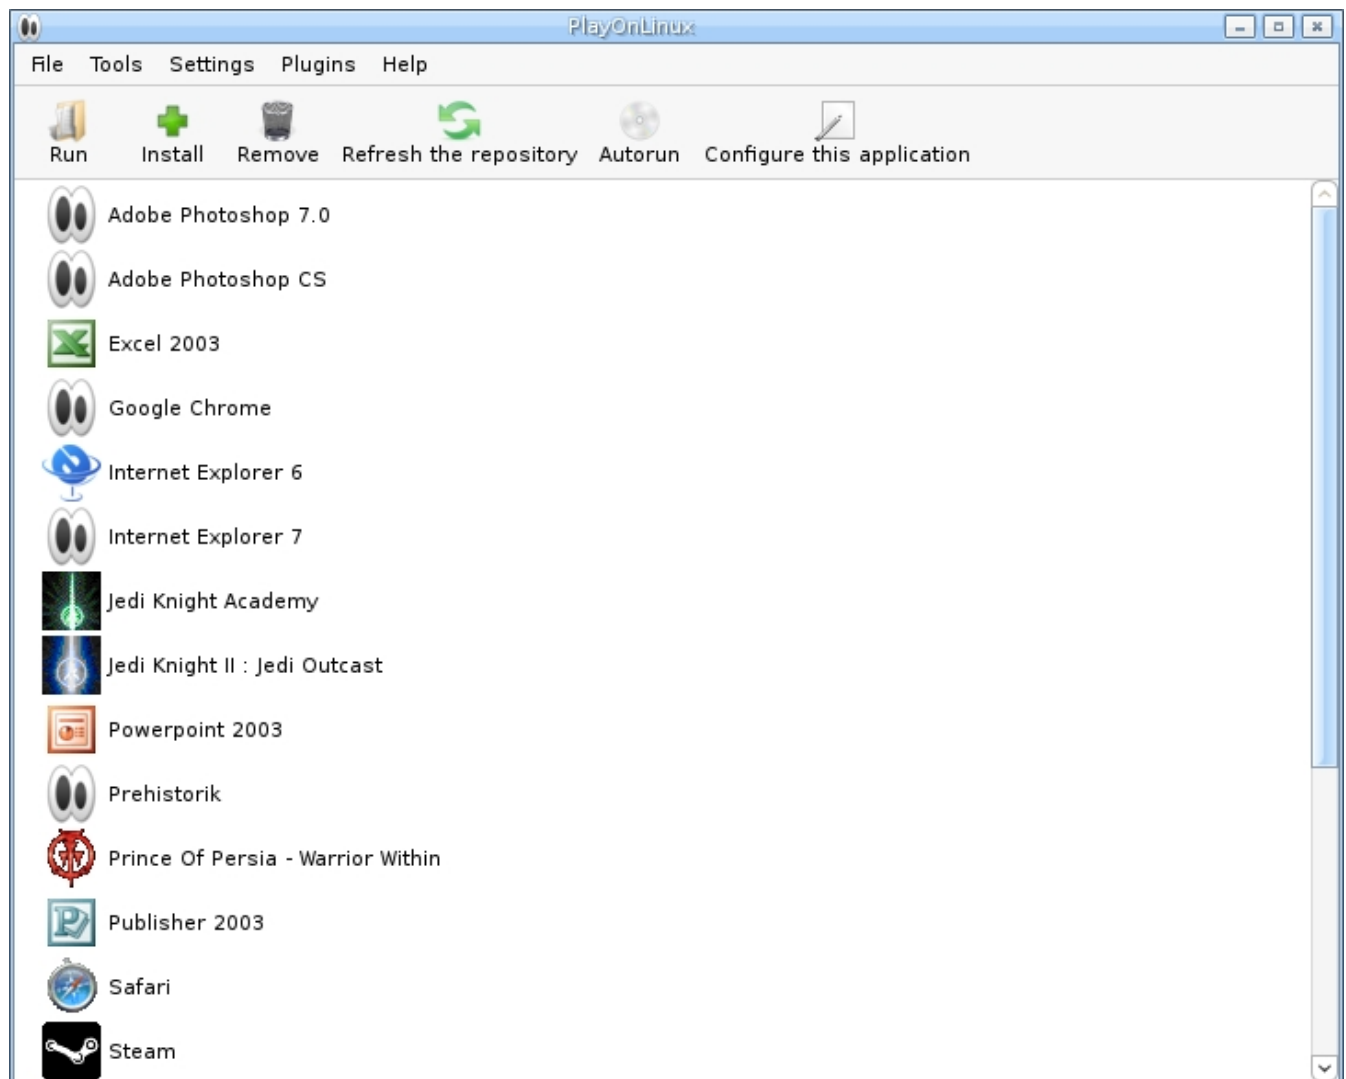 PlayOnLinux
File Tools Settings Plugins Help
Run Install Remove Refresh the repository Autorun Configure this application
Adobe Photoshop 7.0
Adobe Photoshop CS
Excel 2003
Google Chrome
Internet Explorer 6
Internet Explorer 7
Jedi Knight Academy
Jedi Knight II : Jedi Outcast
Powerpoint 2003
Prehistorik
Prince Of Persia - Warrior Within
Publisher 2003
Safari
Steam